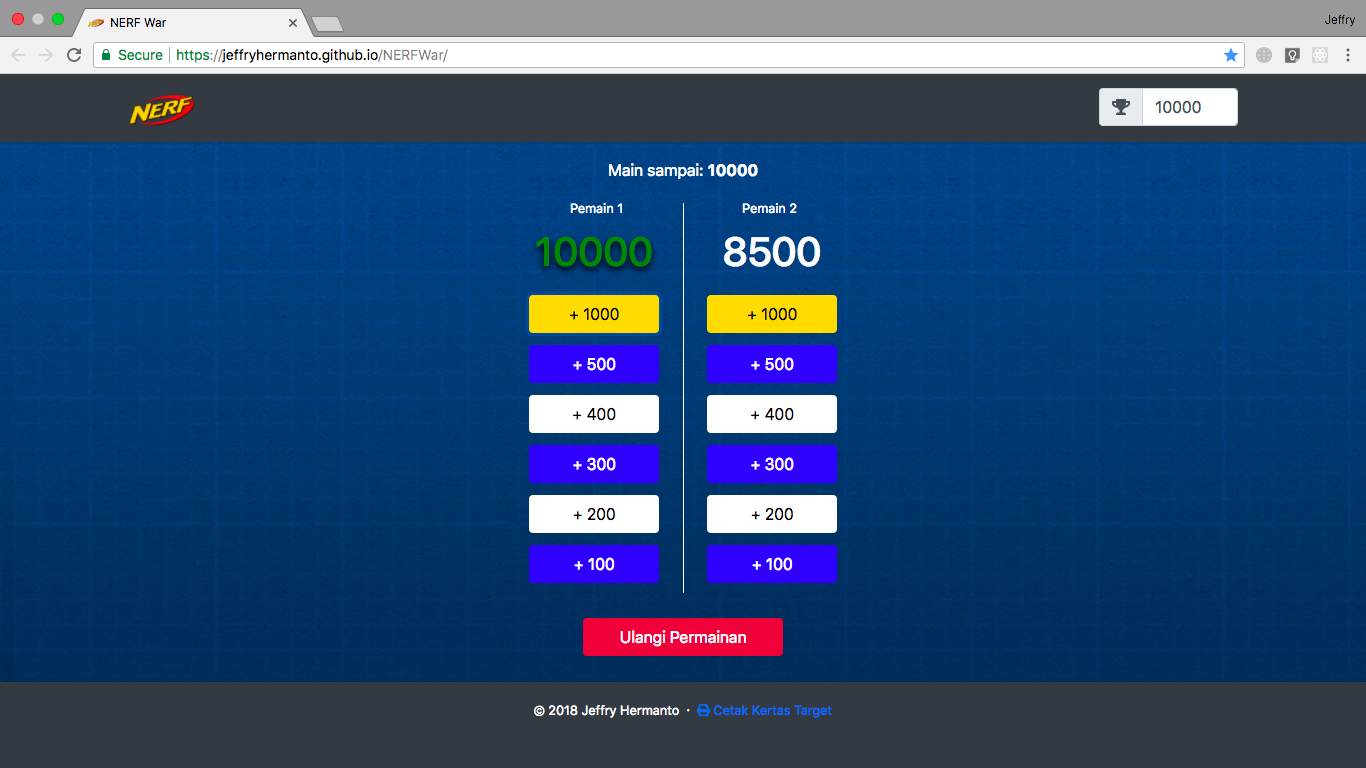 NERF War
Jeffry
Secure https://jeffryhermanto.github.io/NERFWar/
NERF
10000
Main sampai: 10000
Pemain 1
Pemain 2
10000
8500
+ 1000
+ 1000
+ 500
+ 500
+ 400
+ 400
+ 300
+ 300
+ 200
+ 200
+ 100
+ 100
Ulangi Permainan
© 2018 Jeffry Hermanto · Cetak Kertas Target